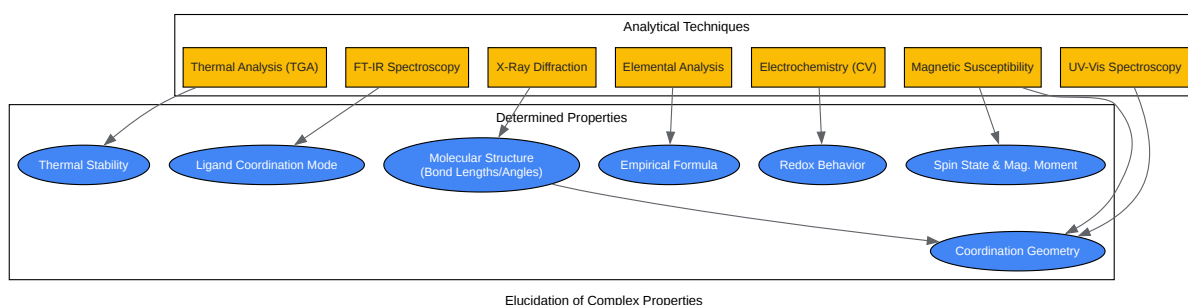 Analytical Techniques
Thermal Analysis (TGA)
FT-IR Spectroscopy
X-Ray Diffraction
Elemental Analysis
Electrochemistry (CV)
Magnetic Susceptibility
UV-Vis Spectroscopy
Determined Properties
Thermal Stability
Ligand Coordination Mode
Molecular Structure
(Bond Lengths/Angles)
Empirical Formula
Redox Behavior
Spin State & Mag. Moment
Coordination Geometry
Elucidation of Complex Properties